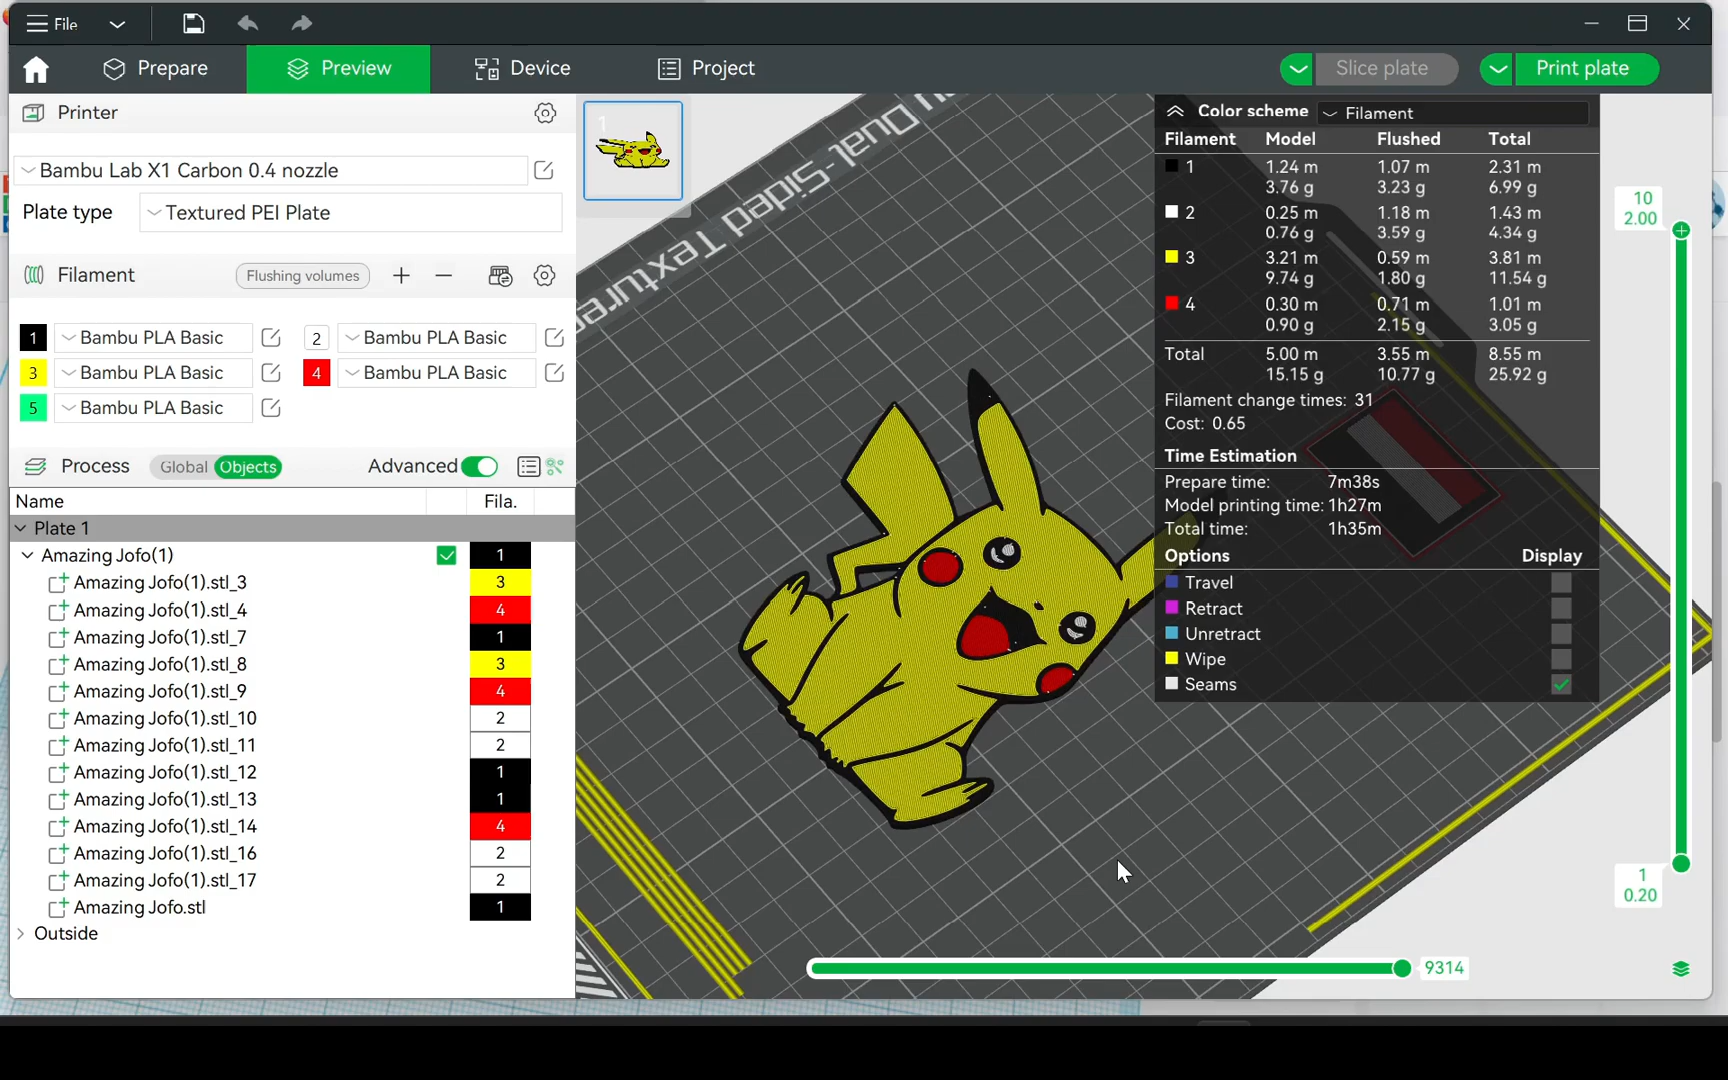 File
Prepare
Preview
Device
Project
Slice plate
Print plate
Printer
Bambu Lab X1 Carbon 0.4 nozzle
Plate type
Textured PEI Plate
Filament
Flushing volumes
1 Bambu PLA Basic
2 Bambu PLA Basic
3 Bambu PLA Basic
4 Bambu PLA Basic
5 Bambu PLA Basic
Process
Global
Objects
Advanced
Name Fila.
Plate 1
Amazing Jofo(1) 1
Amazing Jofo(1).stl_3 3
Amazing Jofo(1).stl_4 4
Amazing Jofo(1).stl_7 1
Amazing Jofo(1).stl_8 3
Amazing Jofo(1).stl_9 4
Amazing Jofo(1).stl_10 2
Amazing Jofo(1).stl_11 2
Amazing Jofo(1).stl_12 1
Amazing Jofo(1).stl_13 1
Amazing Jofo(1).stl_14 4
Amazing Jofo(1).stl_16 2
Amazing Jofo(1).stl_17 2
Amazing Jofo.stl 1
Outside
1
Color scheme Filament
Filament Model Flushed Total
1 1.24 m 1.07 m 2.31 m
3.76 g 3.23 g 6.99 g
2 0.25 m 1.18 m 1.43 m
0.76 g 3.59 g 4.34 g
3 3.21 m 0.59 m 3.81 m
9.74 g 1.80 g 11.54 g
4 0.30 m 0.71 m 1.01 m
0.90 g 2.15 g 3.05 g
Total 5.00 m 3.55 m 8.55 m
15.15 g 10.77 g 25.92 g
Filament change times: 31
Cost: 0.65
Time Estimation
Prepare time: 7m38s
Model printing time: 1h27m
Total time: 1h35m
Options Display
Travel
Retract
Unretract
Wipe
Seams
10
2.00
1
0.20
9314